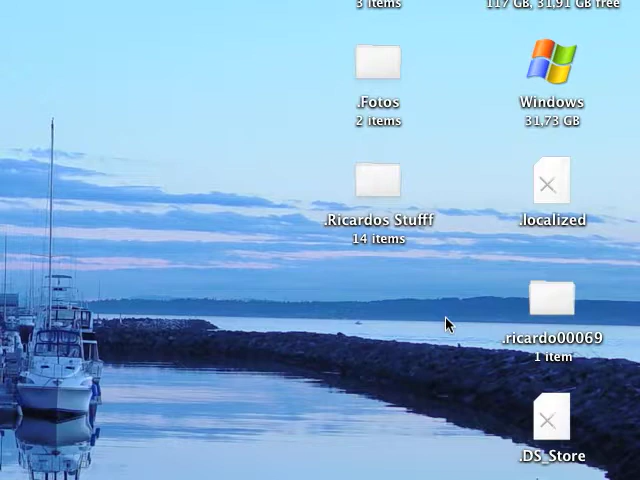 3 items
117 GB, 31,91 GB free
.Fotos
2 items
Windows
31,73 GB
.Ricardos Stufff
14 items
.localized
.ricardo00069
1 item
.DS_Store